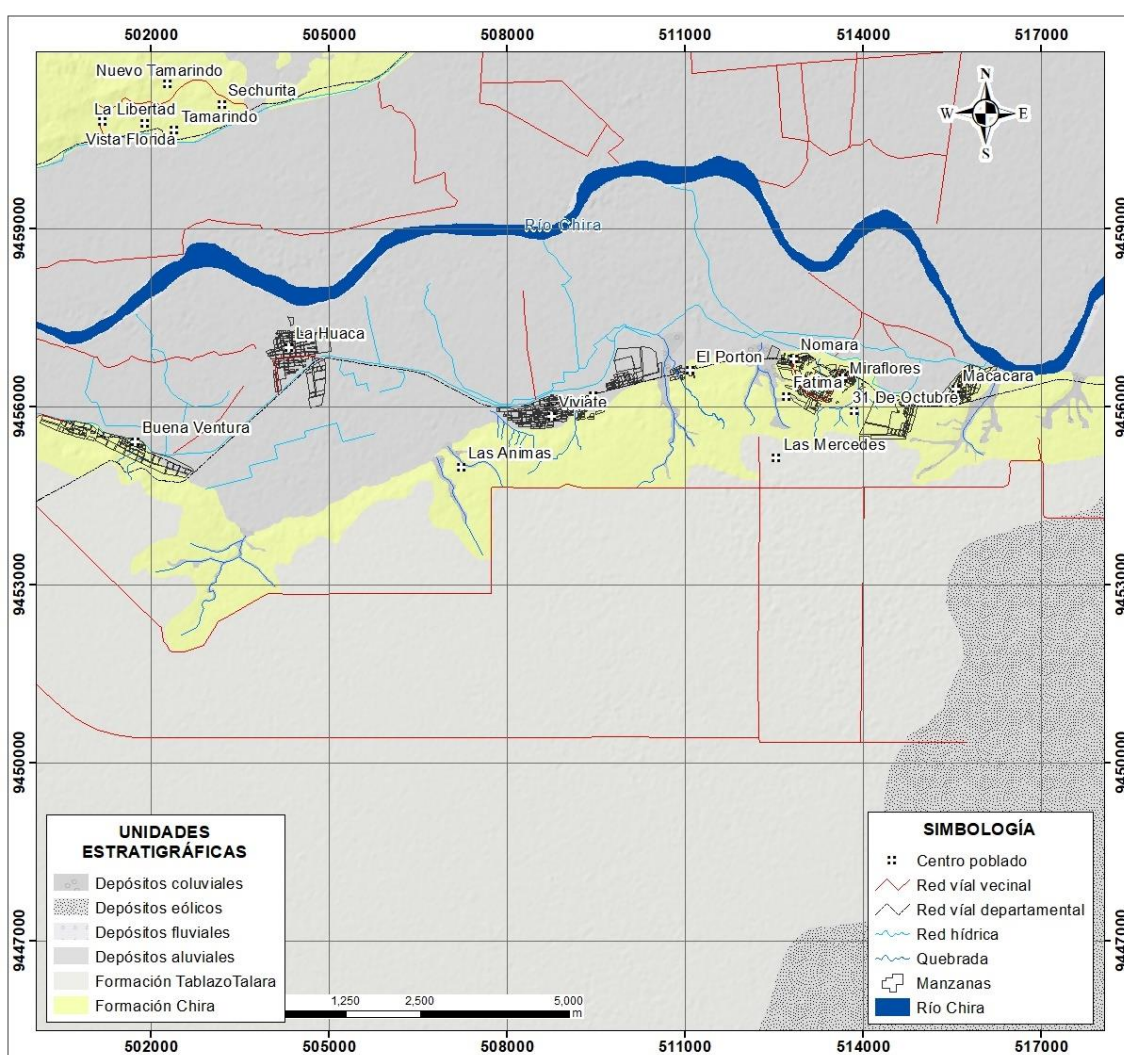 502000 505000 508000 511000 514000 517000
Nuevo Tamarindo
Sechurita
La Libertad
Tamarindo
Vista Florida
N
W E
S
9459000
Río Chira
9459000
La Huaca
Nomara
El Porton
Miraflores
Fatima
Macacara
31 De Octubre
9456000
Viviate
9456000
Buena Ventura
Las Animas
Las Mercedes
9453000
9453000
9450000
9450000
9447000
9447000
UNIDADES
ESTRATIGRÁFICAS
Depósitos coluviales
Depósitos eólicos
Depósitos fluviales
Depósitos aluviales
Formación TablazoTalara
Formación Chira
1,250 2,500 5,000
m
SIMBOLOGÍA
Centro poblado
Red víal vecinal
Red víal departamental
Red hídrica
Quebrada
Manzanas
Río Chira
502000 505000 508000 511000 514000 517000